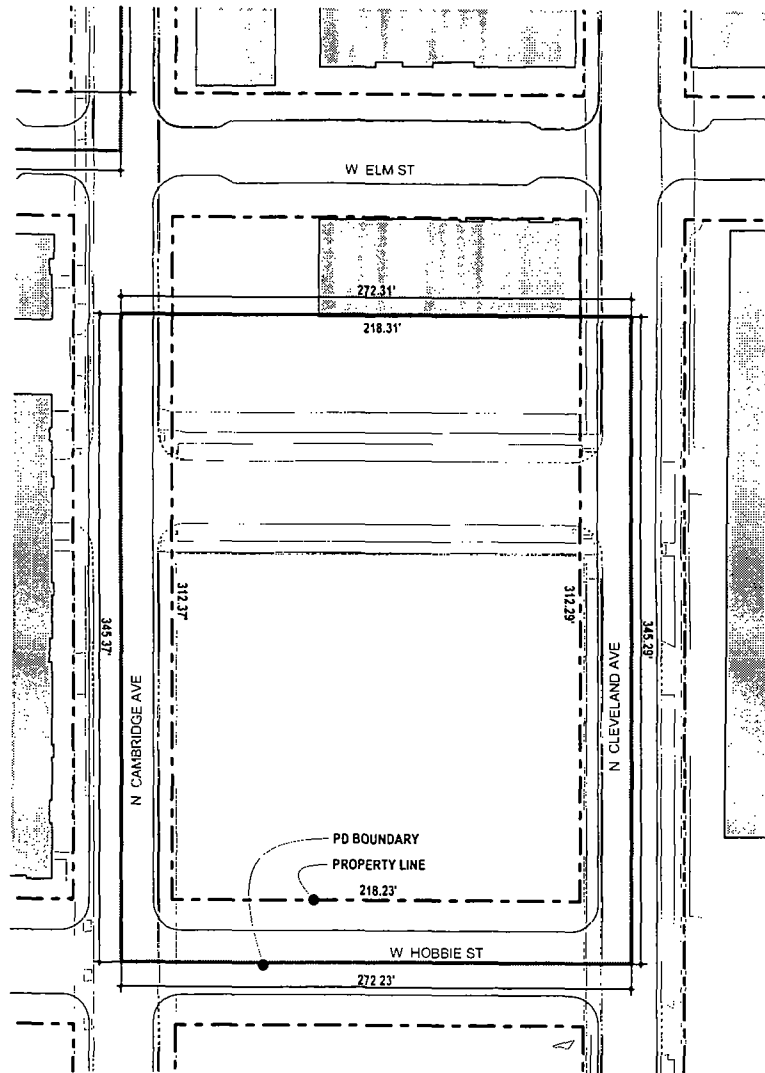 W ELM ST
272.31'
218.31'
312.37'
312.29'
345.37'
345.29'
N CAMBRIDGE AVE
N CLEVELAND AVE
PD BOUNDARY
PROPERTY LINE
218.23'
W HOBBIE ST
272 23'